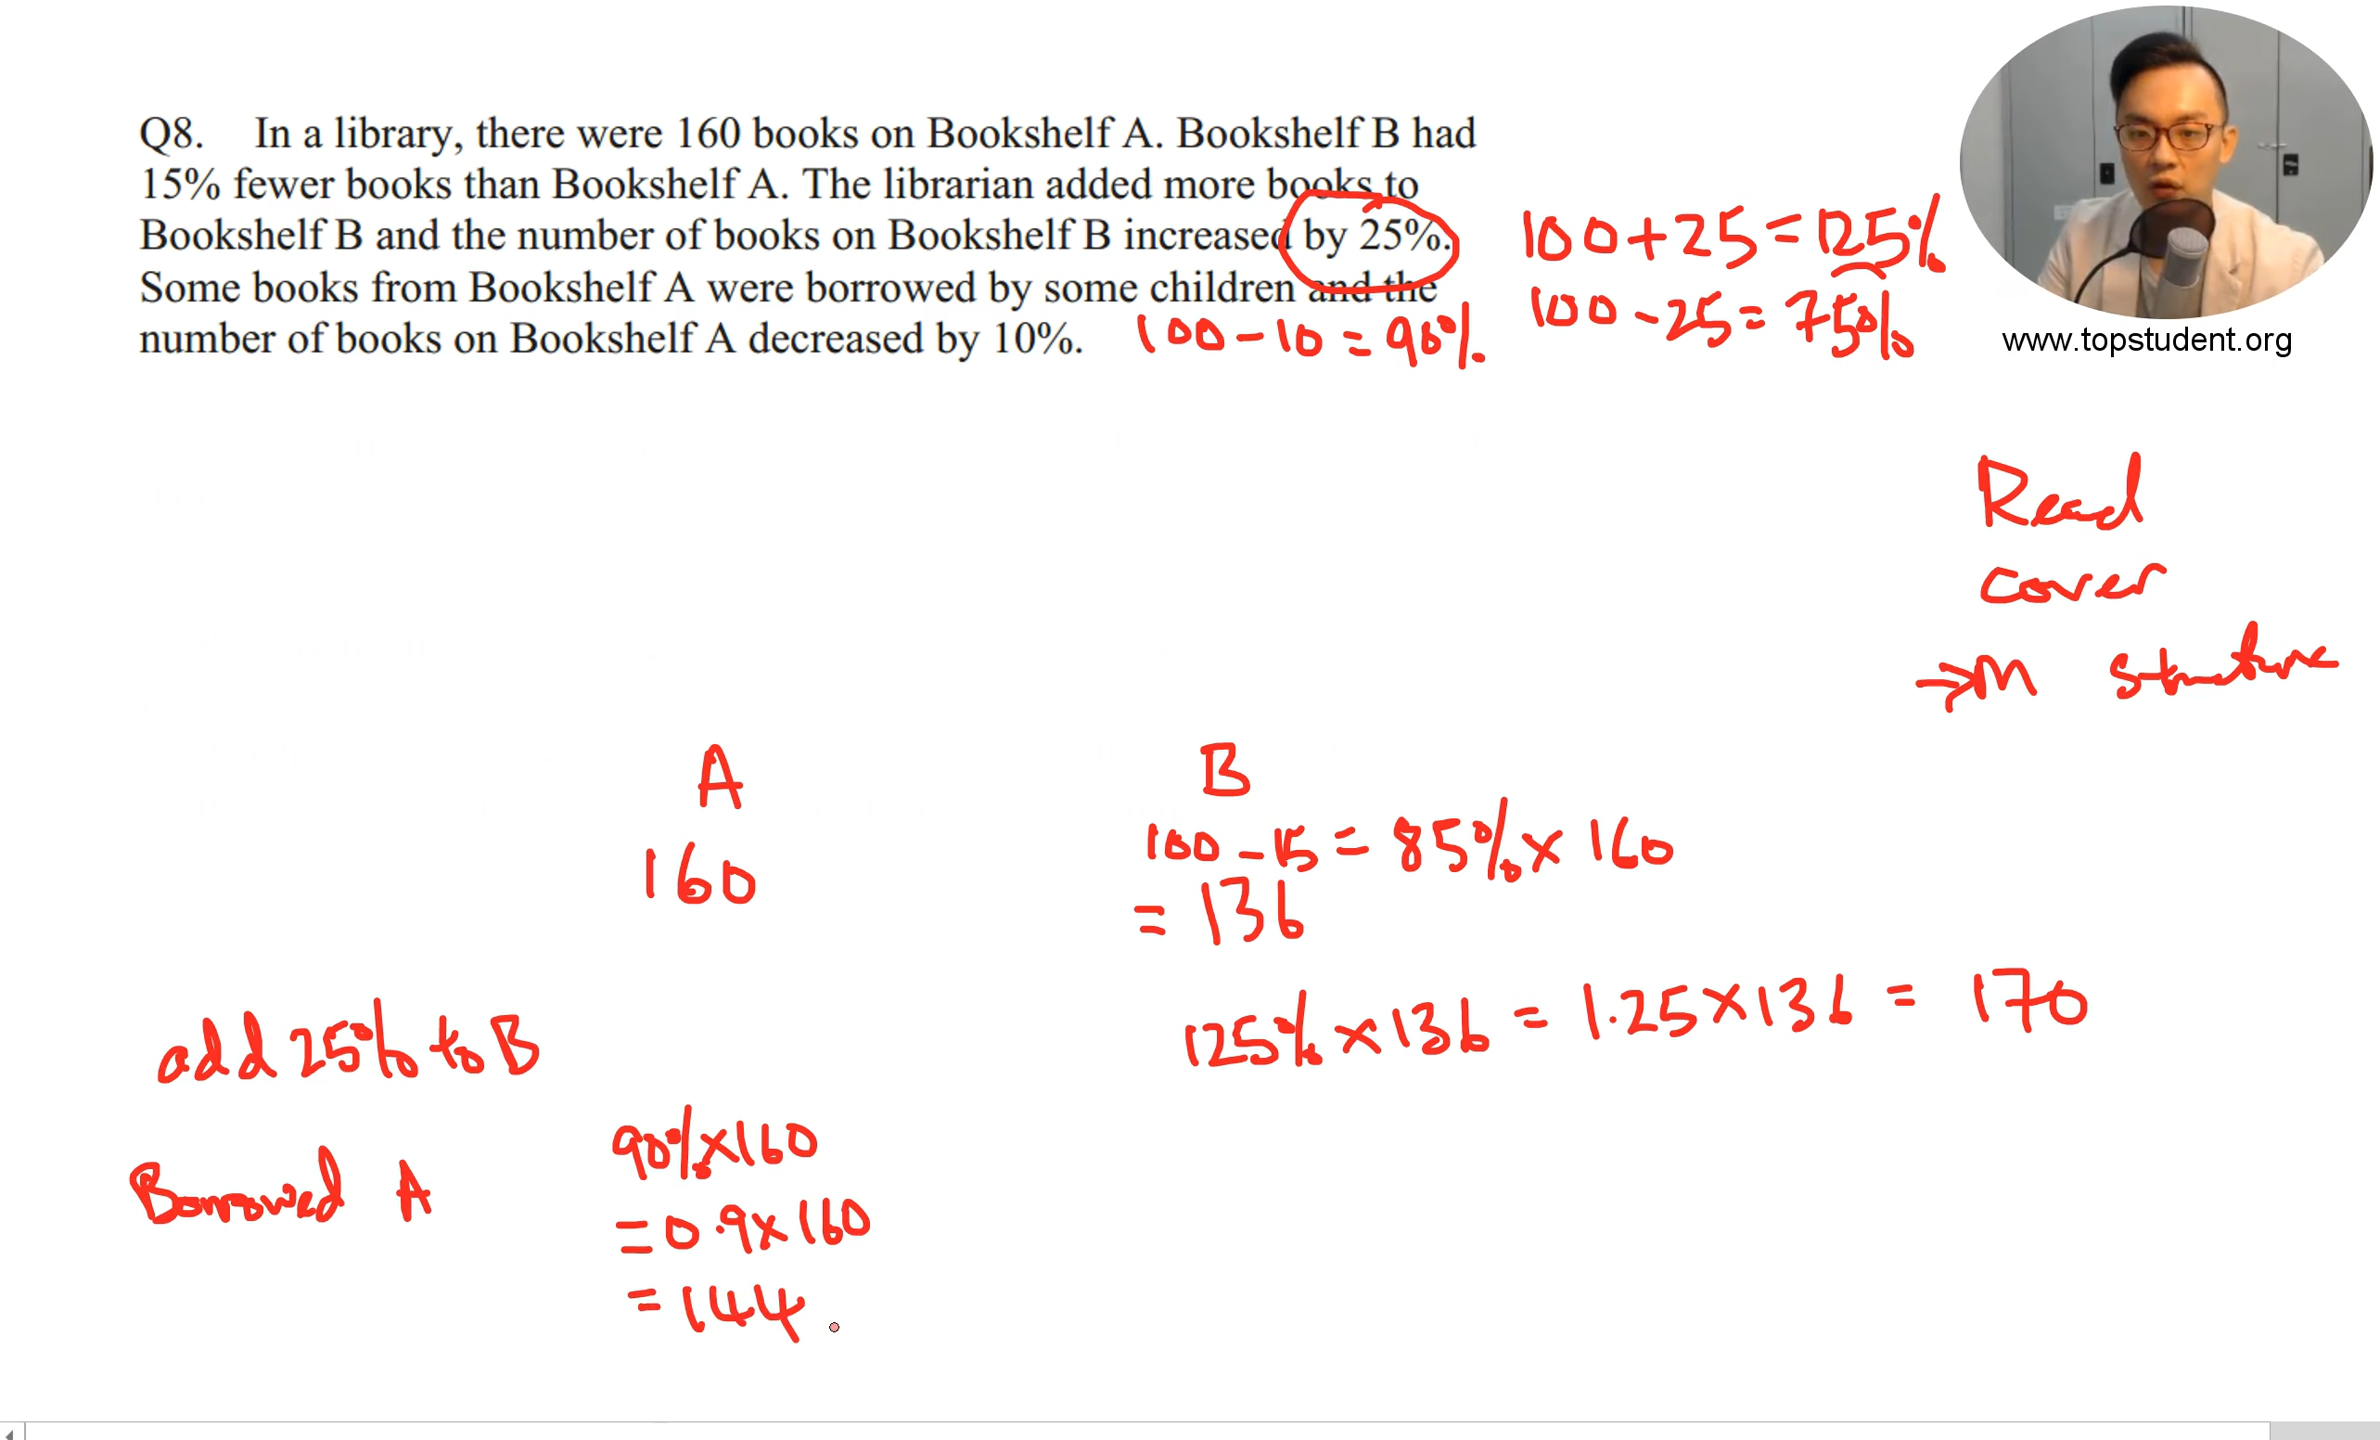 Q8. In a library, there were 160 books on Bookshelf A. Bookshelf B had
15% fewer books than Bookshelf A. The librarian added more books to
Bookshelf B and the number of books on Bookshelf B increased by 25%.
Some books from Bookshelf A were borrowed by some children and the
number of books on Bookshelf A decreased by 10%.
100-10=90%
100+25=125%
100-25=75%
www.topstudent.org
Read
cover
⇒M structure
A
160
B
100-15=85%×160
=136
add 25% to B
125%×136=1.25×136=170
Borrowed A
90%×160
=0.9×160
=144